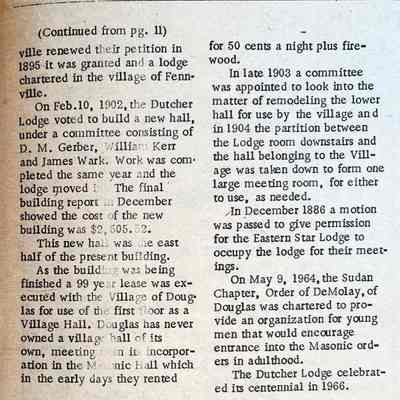 (Continued from pg. 11)
ville renewed their petition in
1895 it was granted and a lodge
chartered in the village of Fenn-
ville.
On Feb.10, 1902, the Dutcher
Lodge voted to build a new hall,
under a committee consisting of
D. M. Gerber, William Kerr
and James Wark. Work was com-
pleted the same year and the
lodge moved The final
building report in December
showed the cost of the new
building was $2, 605.52.
This new hall was the east
half of the present building.
As the building was being
finished a 99 year lease was ex-
ecuted with the Village of Doug-
las for use of the first floor as a
Village Hall. Douglas has never
owned a village hall of its
own, meeting in its incorpor-
ation in the Masonic Hall which
in the early days they rented
for 50 cents a night plus fire-
wood.
In late 1903 a committee
was appointed to look into the
matter of remodeling the lower
hall for use by the village and
in 1904 the partition between
the Lodge room downstairs and
the hall belonging to the Vill-
age was taken down to form one
large meeting room, for either
to use, as needed.
In December 1886 a motion
was passed to give permission
for the Eastern Star Lodge to
occupy the lodge for their meet-
ings.
On May 9, 1964, the Sudan
Chapter, Order of DeMolay, of
Douglas was chartered to pro-
vide an organization for young
men that would encourage
entrance into the Masonic ord-
ers in adulthood.
The Dutcher Lodge celebrat-
ed its centennial in 1966.